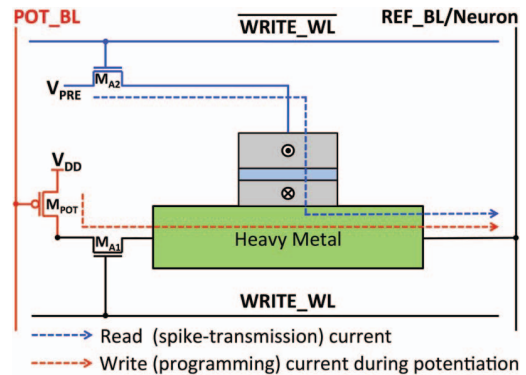 POT_BL
WRITE_WL
REF_BL/Neuron
M_A2
V_PRE
V_DD
M_POT
Heavy Metal
M_A1
WRITE_WL
Read (spike-transmission) current
Write (programming) current during potentiation